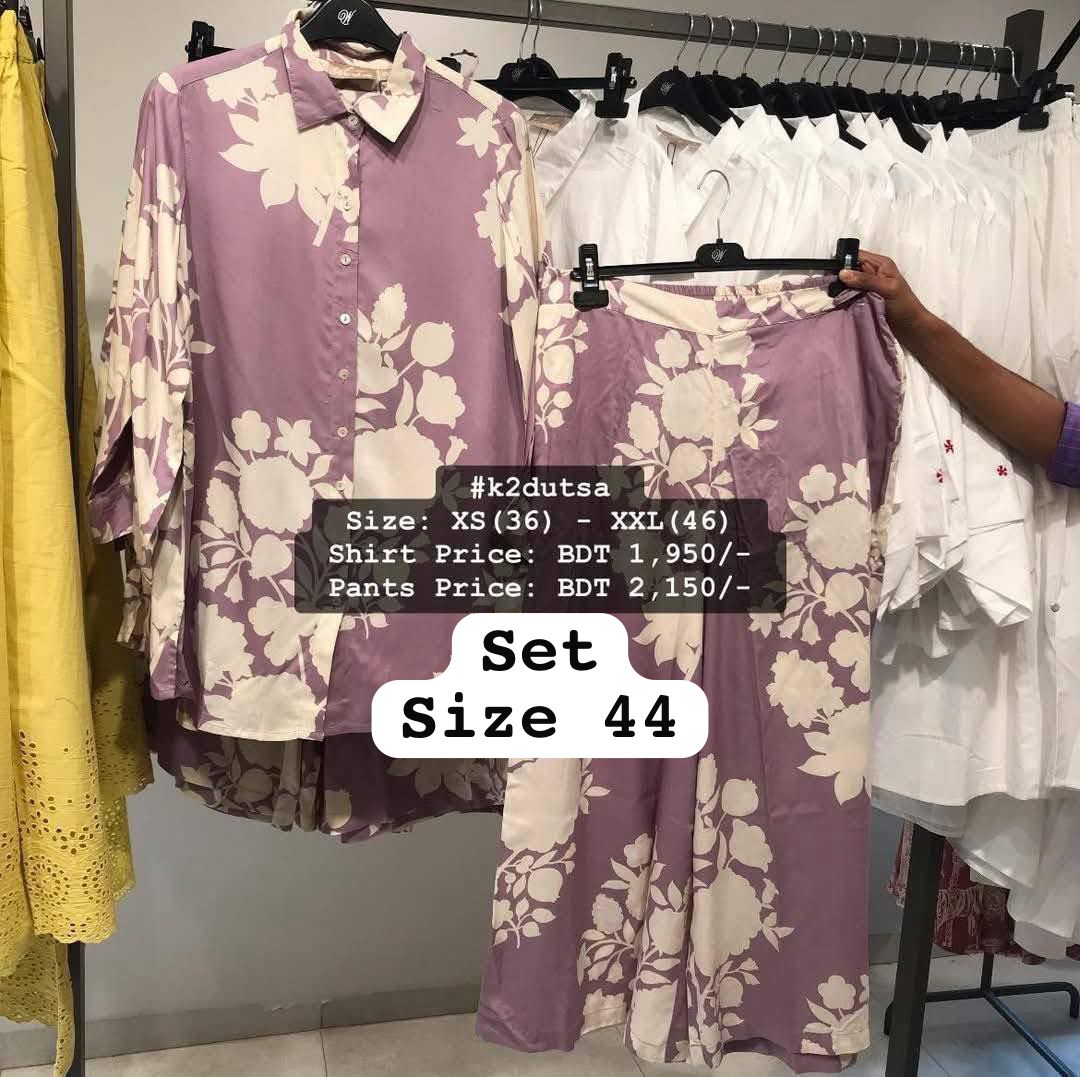 W
W
W
#k2dutsa
Size: XS(36) - XXL(46)
Shirt Price: BDT 1,950/-
Pants Price: BDT 2,150/-
Set
Size 44